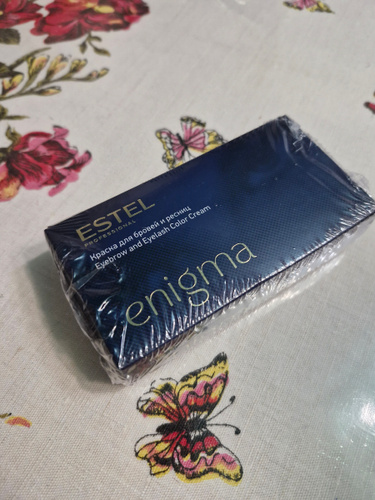 ESTEL
PROFESSIONAL
Краска для бровей и ресниц
Eyebrow and Eyelash Color Cream
enigma